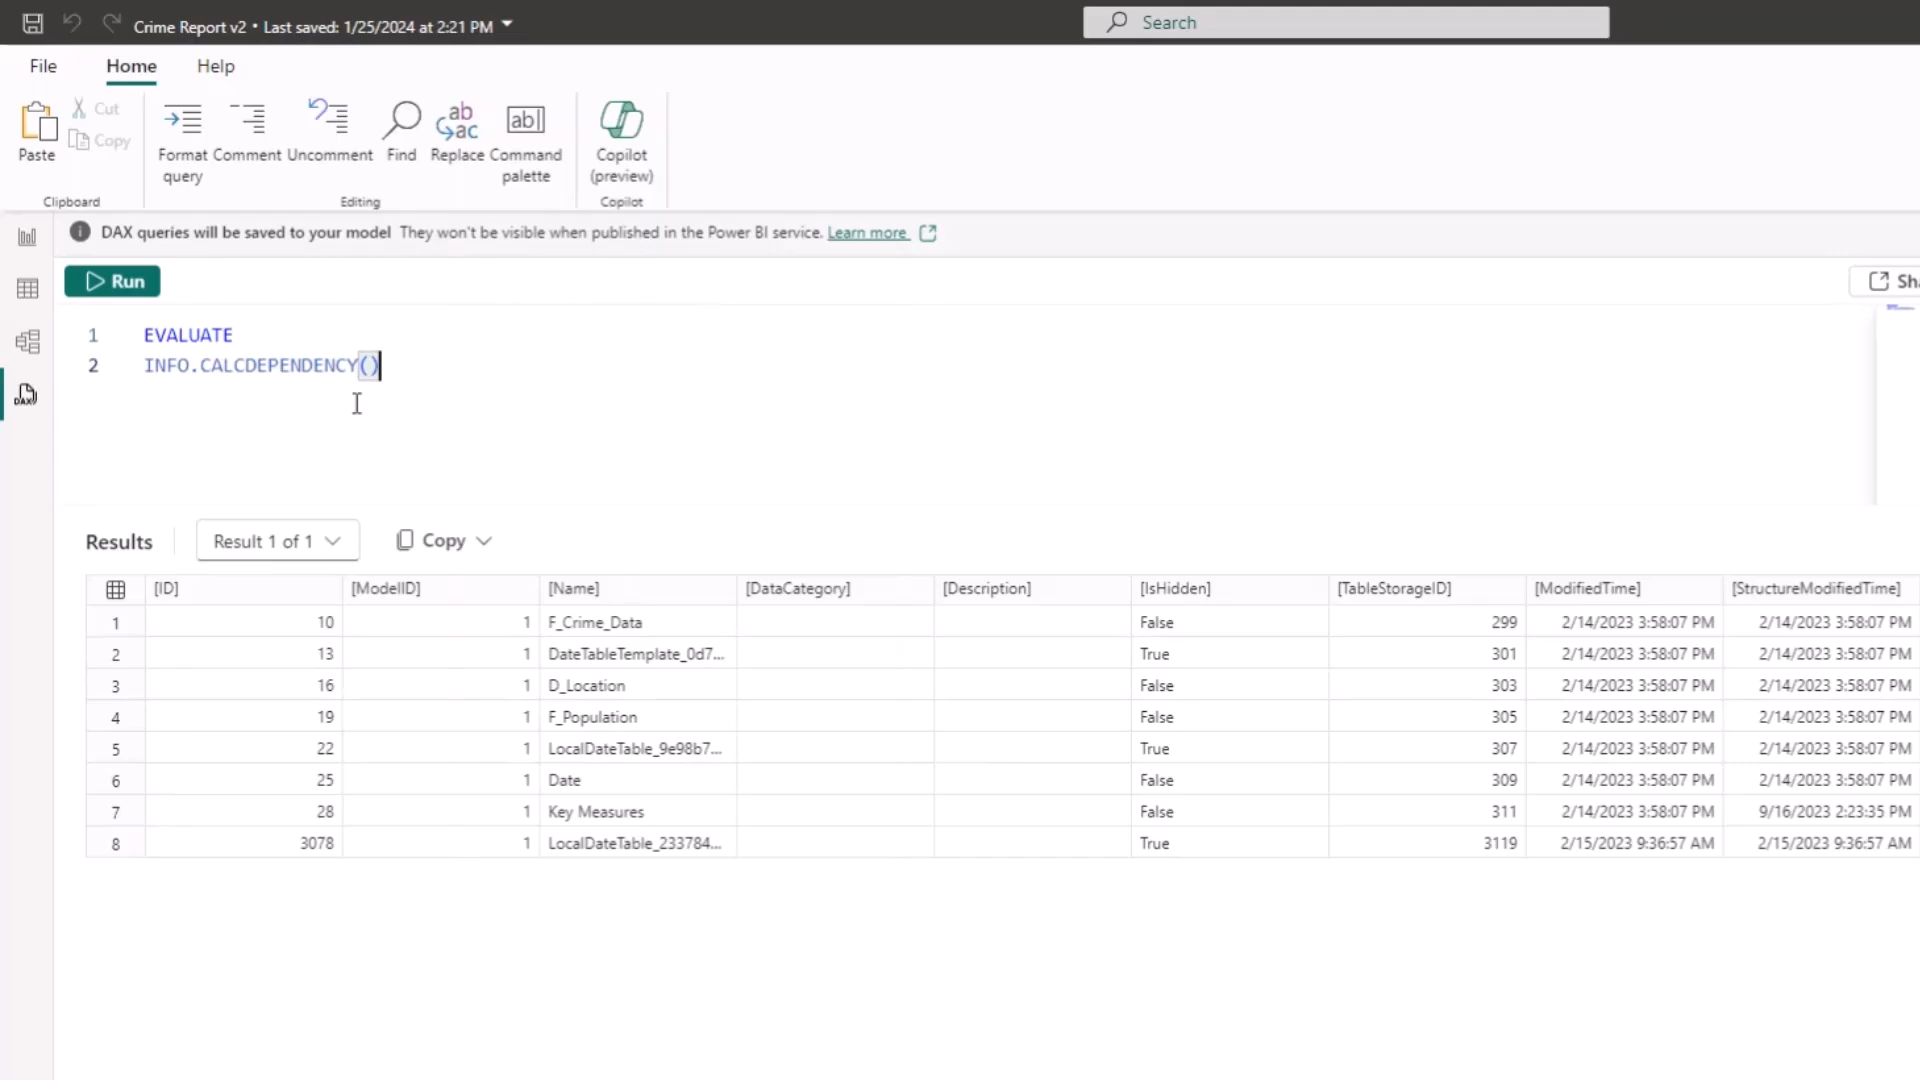 Crime Report v2 • Last saved: 1/25/2024 at 2:21 PM
Search
File Home Help
Paste
Cut
Copy
Clipboard
Format query
Comment
Uncomment
Find
Replace
Command palette
Editing
Copilot (preview)
Copilot
DAX queries will be saved to your model They won't be visible when published in the Power BI service. Learn more
DAX
Run
1 EVALUATE
2 INFO.CALCDEPENDENCY()
Results Result 1 of 1 Copy
[ID] [ModelID] [Name] [DataCategory] [Description] [IsHidden] [TableStorageID] [ModifiedTime] [StructureModifiedTime]
1 10 1 F_Crime_Data False 299 2/14/2023 3:58:07 PM 2/14/2023 3:58:07 PM
2 13 1 DateTableTemplate_0d7... True 301 2/14/2023 3:58:07 PM 2/14/2023 3:58:07 PM
3 16 1 D_Location False 303 2/14/2023 3:58:07 PM 2/14/2023 3:58:07 PM
4 19 1 F_Population False 305 2/14/2023 3:58:07 PM 2/14/2023 3:58:07 PM
5 22 1 LocalDateTable_9e98b7... True 307 2/14/2023 3:58:07 PM 2/14/2023 3:58:07 PM
6 25 1 Date False 309 2/14/2023 3:58:07 PM 2/14/2023 3:58:07 PM
7 28 1 Key Measures False 311 2/14/2023 3:58:07 PM 9/16/2023 2:23:35 PM
8 3078 1 LocalDateTable_233784... True 3119 2/15/2023 9:36:57 AM 2/15/2023 9:36:57 AM